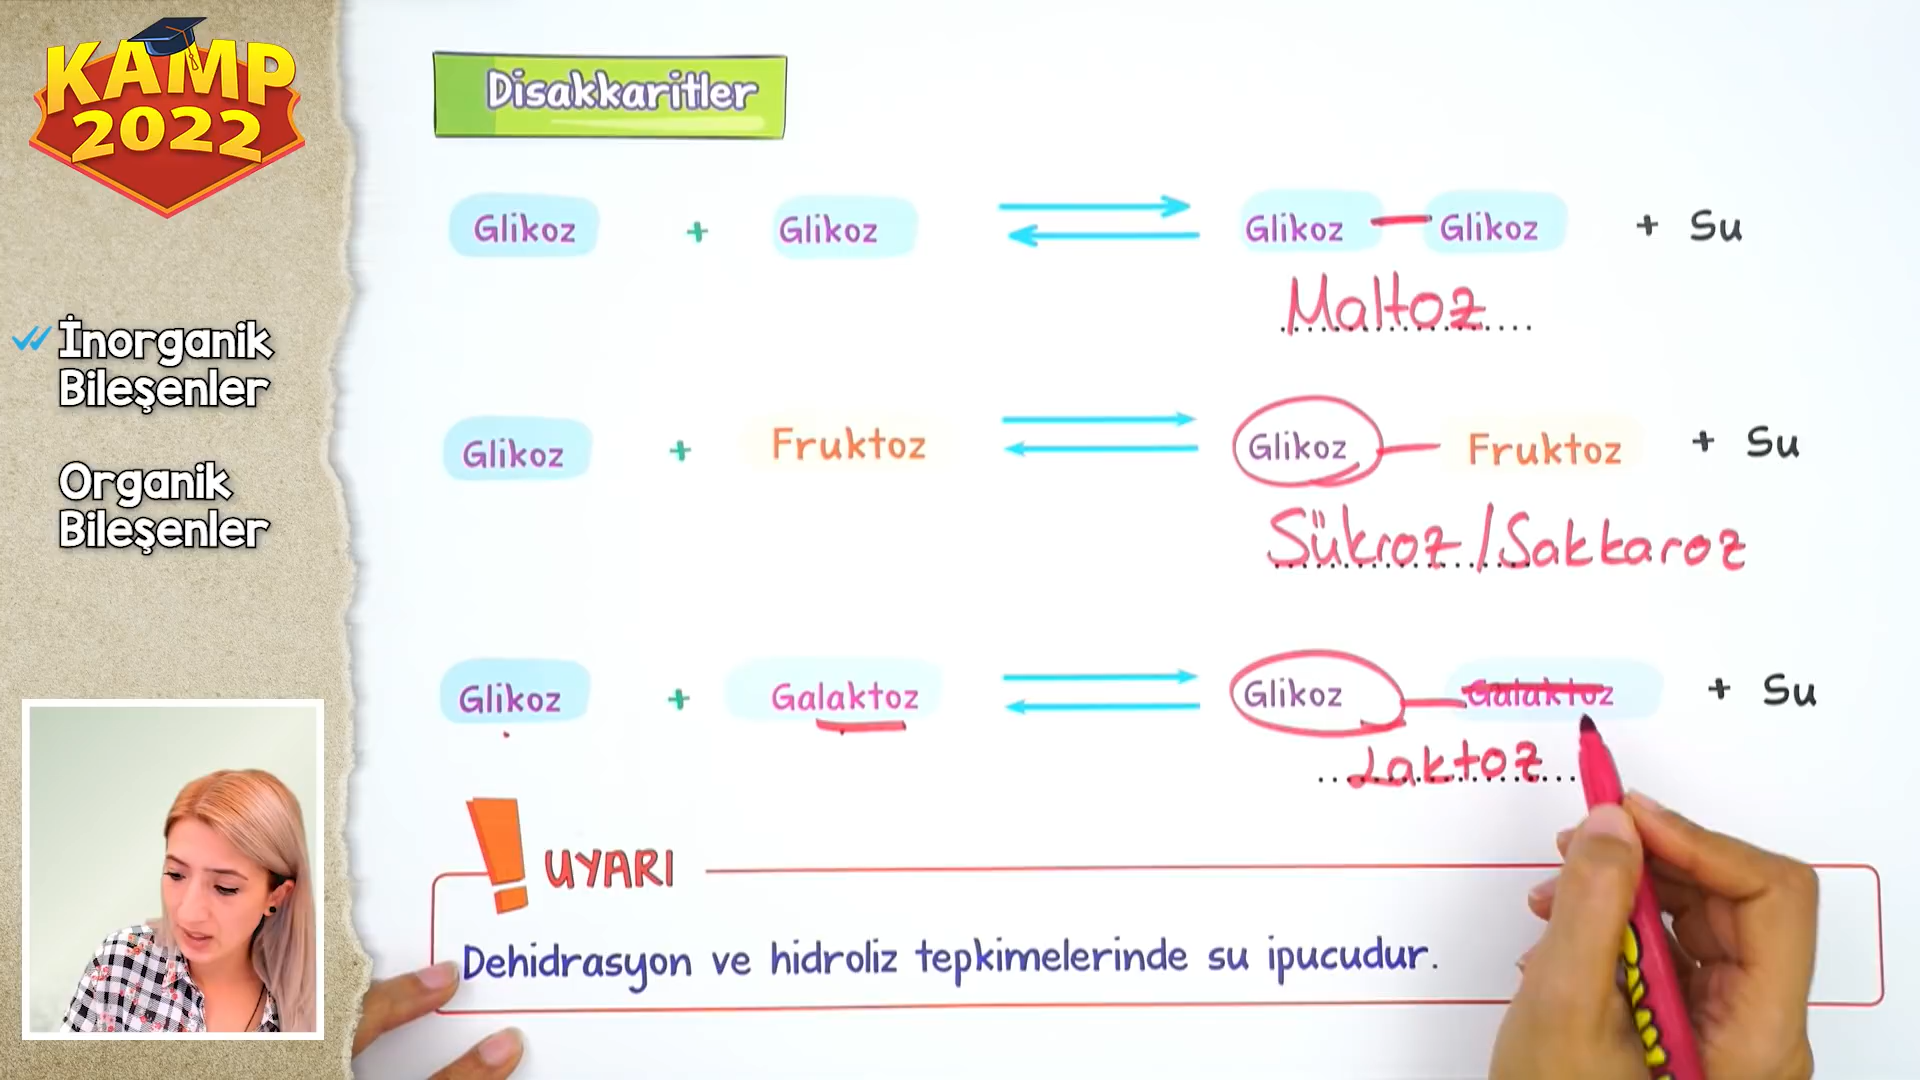 KAMP
2022
İnorganik
Bileşenler
Organik
Bileşenler
Disakkaritler
Glikoz + Glikoz Glikoz Glikoz + Su
Maltoz
Glikoz + Fruktoz Glikoz Fruktoz + Su
Sükroz / Sakkaroz
Glikoz + Galaktoz Glikoz Galaktoz + Su
Laktoz
! UYARI
Dehidrasyon ve hidroliz tepkimelerinde su ipucudur.